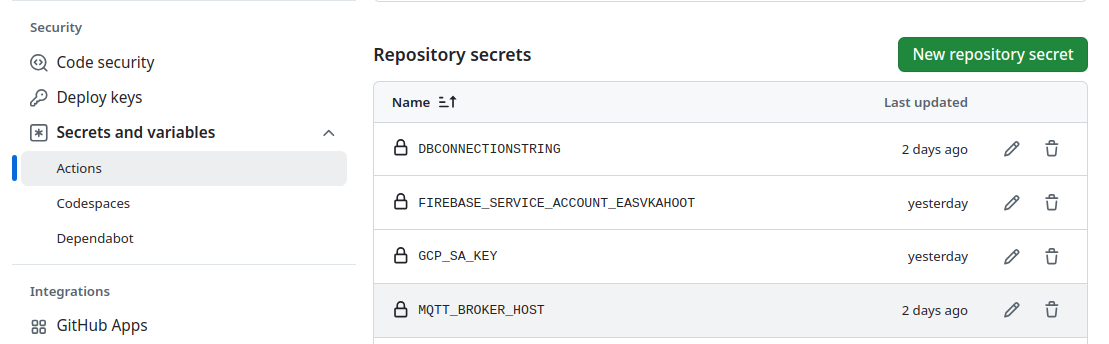 Security
Code security
Deploy keys
Secrets and variables
Actions
Codespaces
Dependabot
Integrations
GitHub Apps
Repository secrets
New repository secret
Name Last updated
DBCONNECTIONSTRING 2 days ago
FIREBASE_SERVICE_ACCOUNT_EASVKAHOOT yesterday
GCP_SA_KEY yesterday
MQTT_BROKER_HOST 2 days ago